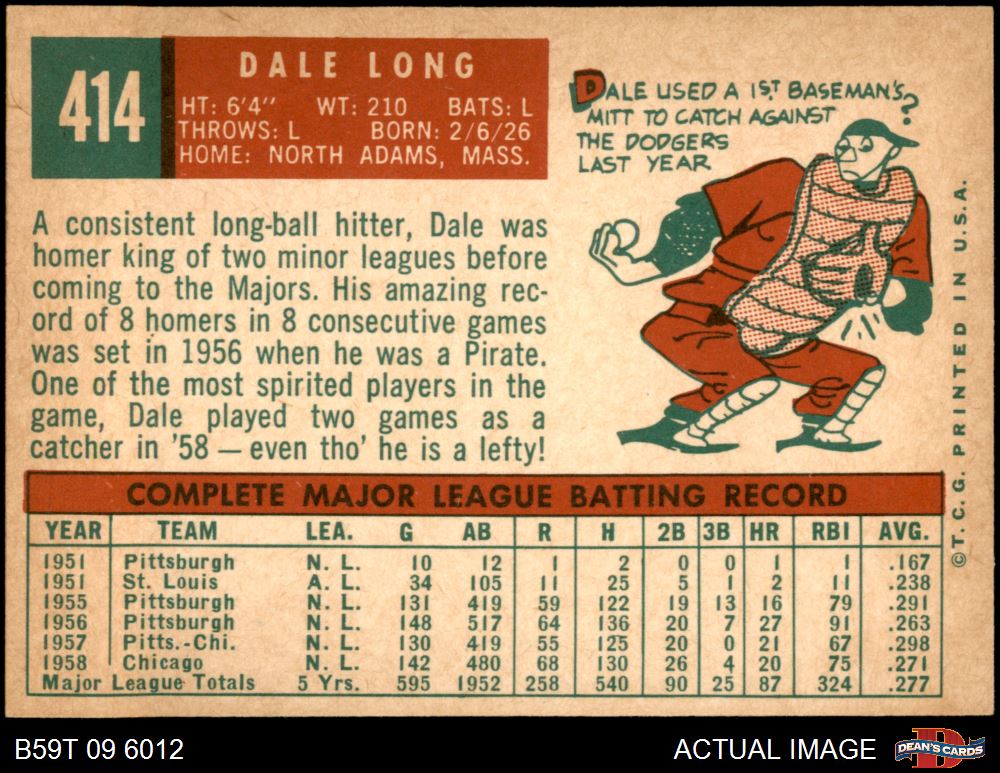 414
DALE LONG
HT: 6'4" WT: 210 BATS: L
THROWS: L BORN: 2/6/26
HOME: NORTH ADAMS, MASS.
DALE USED A 1ST BASEMAN'S
MITT TO CATCH AGAINST
THE DODGERS
LAST YEAR
?
A consistent long-ball hitter, Dale was
homer king of two minor leagues before
coming to the Majors. His amazing rec-
ord of 8 homers in 8 consecutive games
was set in 1956 when he was a Pirate.
One of the most spirited players in the
game, Dale played two games as a
catcher in '58 — even tho' he is a lefty!
COMPLETE MAJOR LEAGUE BATTING RECORD
YEAR TEAM LEA. G AB R H 2B 3B HR RBI AVG.
1951 Pittsburgh N. L. 10 12 1 2 0 0 1 1 .167
1951 St. Louis A. L. 34 105 11 25 5 1 2 11 .238
1955 Pittsburgh N. L. 131 419 59 122 19 13 16 79 .291
1956 Pittsburgh N. L. 148 517 64 136 20 7 27 91 .263
1957 Pitts.-Chi. N. L. 130 419 55 125 20 0 21 67 .298
1958 Chicago N. L. 142 480 68 130 26 4 20 75 .271
Major League Totals 5 Yrs. 595 1952 258 540 90 25 87 324 .277
©T. C. G. PRINTED IN U. S. A.
B59T 09 6012
ACTUAL IMAGE
D
DEAN'S CARDS